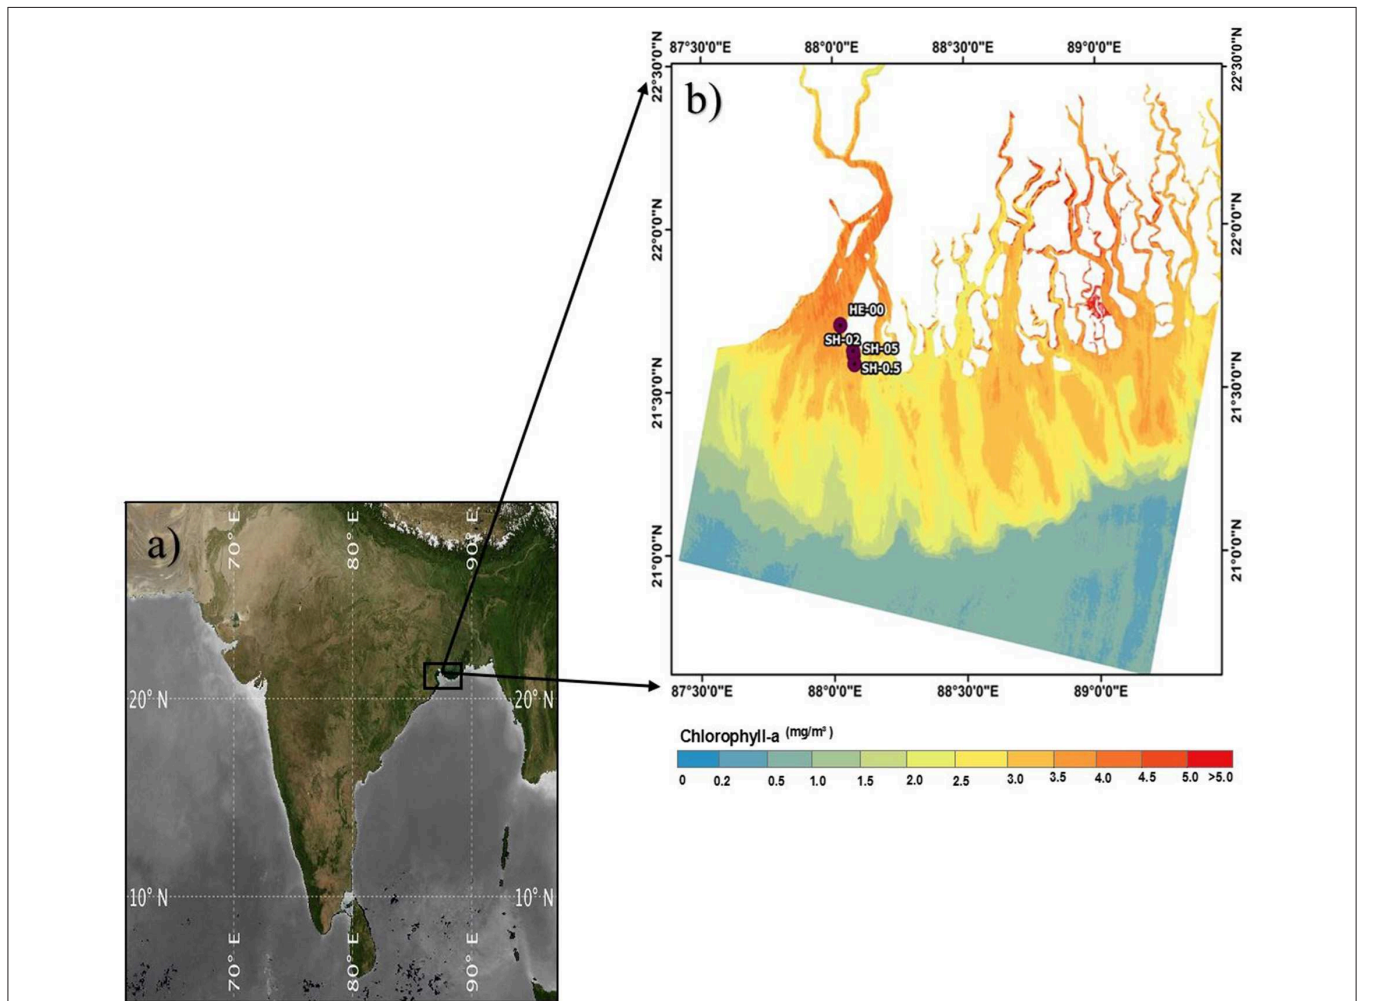 87°30'0"E 88°0'0"E 88°30'0"E 89°0'0"E
22°30'0"N 22°30'0"N
b)
22°0'0"N 22°0'0"N
HE-00
SH-02 SH-05
SH-0.5
21°30'0"N 21°30'0"N
21°0'0"N 21°0'0"N
87°30'0"E 88°0'0"E 88°30'0"E 89°0'0"E
Chlorophyll-a (mg/m³)
0 0.2 0.5 1.0 1.5 2.0 2.5 3.0 3.5 4.0 4.5 5.0 >5.0
a)
70° E 80° E 90° E
20° N 20° N
10° N 10° N
70° E 80° E 90° E